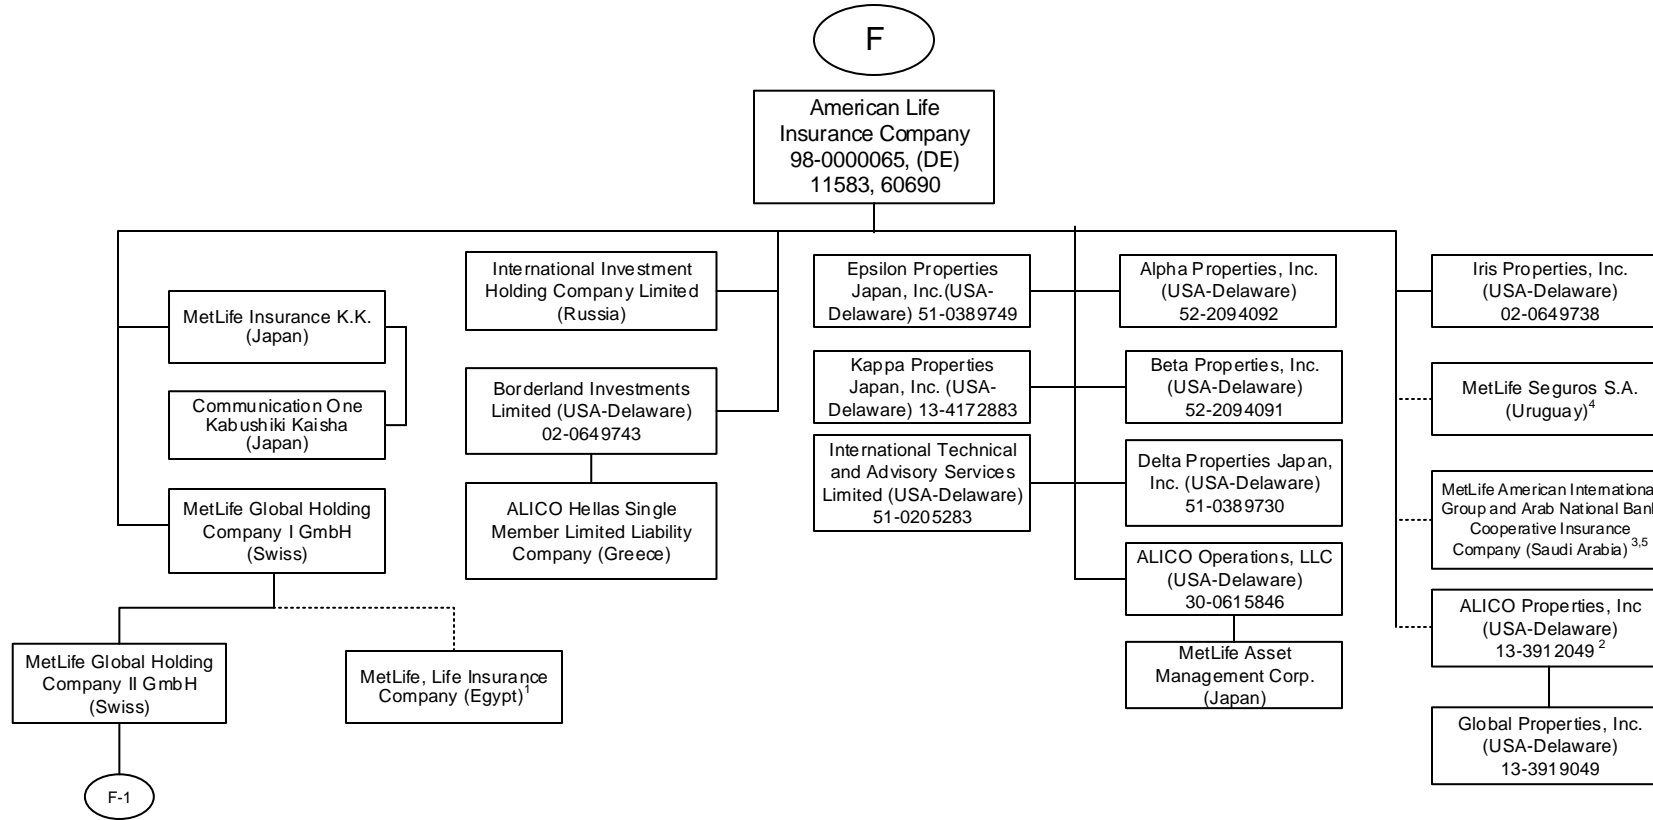 F
American Life
Insurance Company
98-0000065, (DE)
11583, 60690
MetLife Insurance K.K.
(Japan)
Communication One
Kabushiki Kaisha
(Japan)
MetLife Global Holding
Company I GmbH
(Swiss)
MetLife Global Holding
Company II GmbH
(Swiss)
F-1
MetLife, Life Insurance
Company (Egypt)1
International Investment
Holding Company Limited
(Russia)
Borderland Investments
Limited (USA-Delaware)
02-0649743
ALICO Hellas Single
Member Limited Liability
Company (Greece)
Epsilon Properties
Japan, Inc.(USA-
Delaware) 51-0389749
Kappa Properties
Japan, Inc. (USA-
Delaware) 13-4172883
International Technical
and Advisory Services
Limited (USA-Delaware)
51-0205283
Alpha Properties, Inc.
(USA-Delaware)
52-2094092
Beta Properties, Inc.
(USA-Delaware)
52-2094091
Delta Properties Japan,
Inc. (USA-Delaware)
51-0389730
ALICO Operations, LLC
(USA-Delaware)
30-0615846
MetLife Asset
Management Corp.
(Japan)
Iris Properties, Inc.
(USA-Delaware)
02-0649738
MetLife Seguros S.A.
(Uruguay)4
MetLife American Internationa
Group and Arab National Bank
Cooperative Insurance
Company (Saudi Arabia) 3,5
ALICO Properties, Inc
(USA-Delaware)
13-3912049 2
Global Properties, Inc.
(USA-Delaware)
13-3919049